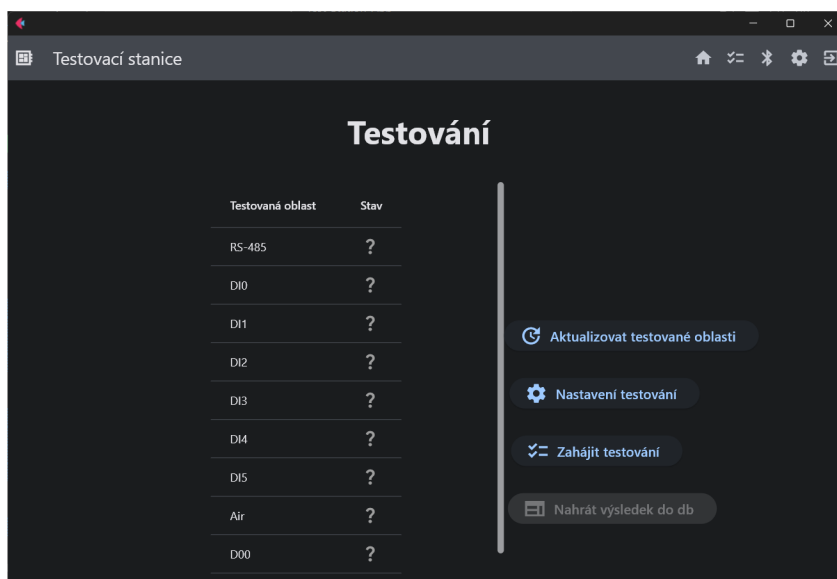 Testovací stanice
Testování
Testovaná oblast Stav
RS-485 ?
DI0 ?
DI1 ?
DI2 ?
DI3 ?
DI4 ?
DI5 ?
Air ?
D00 ?
Aktualizovat testované oblasti
Nastavení testování
Zahájit testování
Nahrát výsledek do db